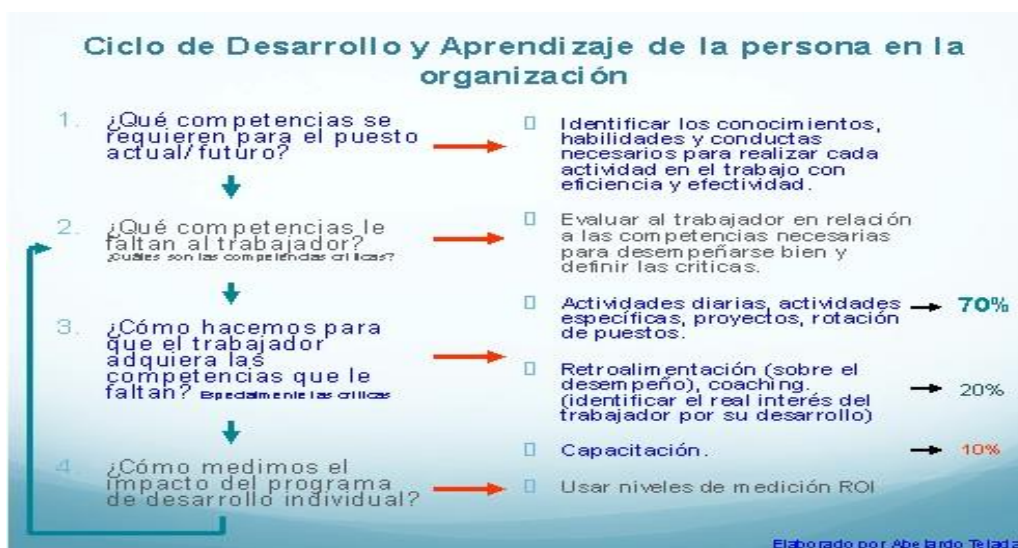 Ciclo de Desarrollo y Aprendizaje de la persona en la
organización
1. ¿Qué competencias se
requieren para el puesto
actual/futuro?
Identificar los conocimientos,
habilidades y conductas
necesarios para realizar cada
actividad en el trabajo con
eficiencia y efectividad.
2. ¿Qué competencias le
faltan al trabajador?
¿Cuáles son las competencias críticas?
Evaluar al trabajador en relación
a las competencias necesarias
para desempeñarse bien y
definir las criticas.
3. ¿Cómo hacemos para
que el trabajador
adquiera las
competencias que le
faltan? Especialmente las críticas
Actividades diarias, actividades
específicas, proyectos, rotación
de puestos.
70%
Retroalimentación (sobre el
desempeño), coaching.
(identificar el real interés del
trabajador por su desarrollo)
20%
Capacitación.
10%
4. ¿Cómo medimos el
impacto del programa
de desarrollo individual?
Usar niveles de medición ROI
Elaborado por Abelardo Tejada